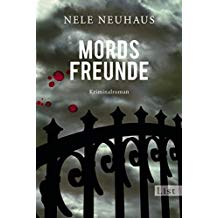 NELE NEUHAUS
MORDS
FREUNDE
Kriminalroman
List